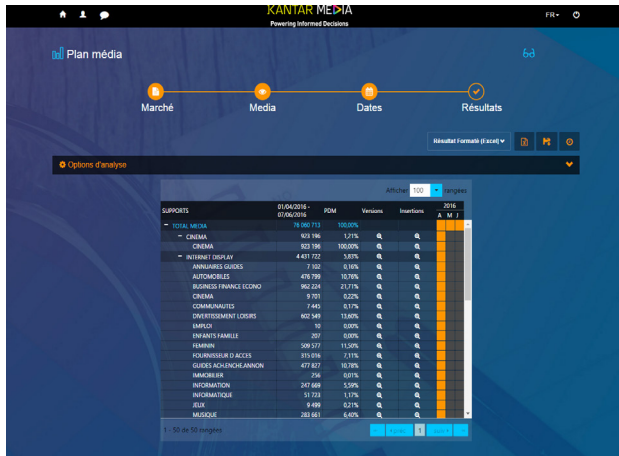 KANTAR MEDIA
Powering Informed Decisions
FR
Plan média
Marché Media Dates Résultats
Résultat Formaté (Excel)
Options d'analyse
Afficher 100 rangées
SUPPORTS 01/04/2016 - 07/06/2016 PDM Versions Insertions 2016
A M J
TOTAL MEDIA 76 060 713 100,00%
CINEMA 923 196 1,21%
CINEMA 923 196 100,00%
INTERNET DISPLAY 4 431 722 5,83%
ANNUAIRES GUIDES 7 102 0,16%
AUTOMOBILES 476 799 10,76%
BUSINESS FINANCE ECONO 962 224 21,71%
CINEMA 9 701 0,22%
COMMUNAUTES 7 445 0,17%
DIVERTISSEMENT LOISIRS 602 549 13,60%
EMPLOI 10 0,00%
ENFANTS FAMILLE 207 0,00%
FEMININ 509 577 11,50%
FOURNISSEUR D ACCES 315 016 7,11%
GUIDES ACH.ENCHE.ANNON 477 827 10,78%
IMMOBILIER 256 0,01%
INFORMATION 247 669 5,59%
INFORMATIQUE 51 723 1,17%
JEUX 9 499 0,21%
MUSIQUE 283 661 6,40%
1 - 50 de 50 rangées
1